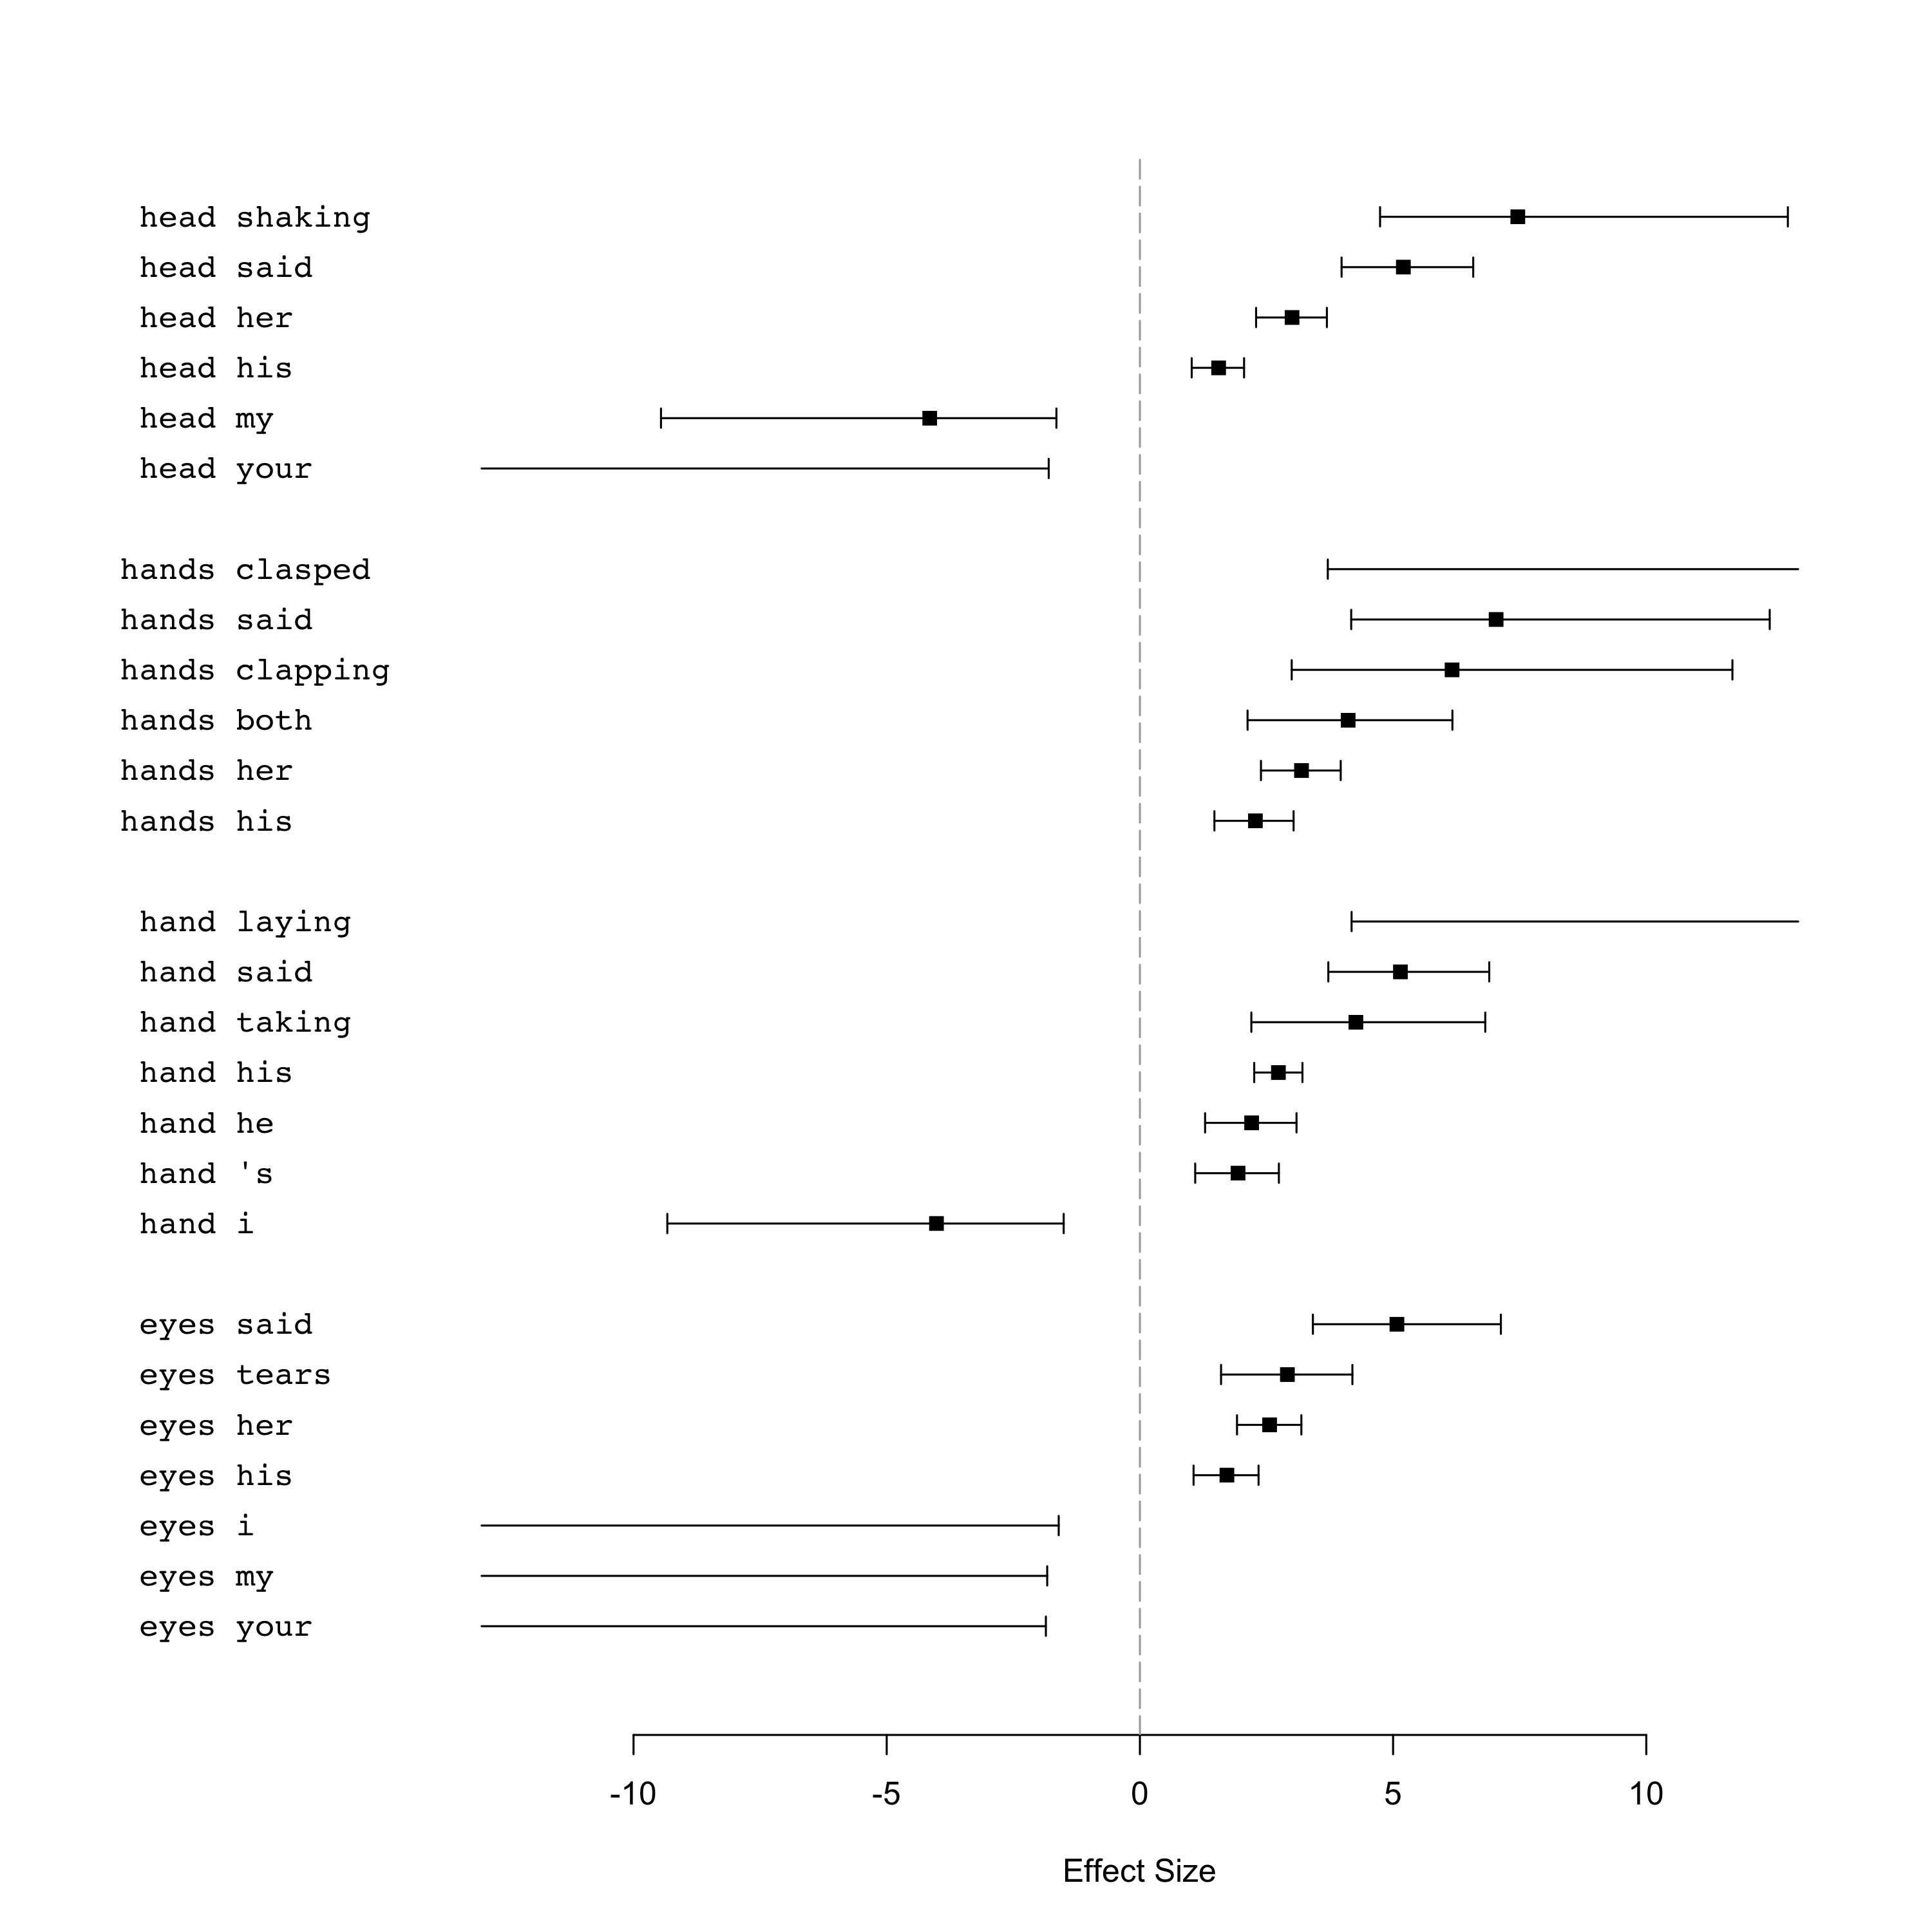 head shaking
head said
head her
head his
head my
head your
hands clasped
hands said
hands clapping
hands both
hands her
hands his
hand laying
hand said
hand taking
hand his
hand he
hand 's
hand i
eyes said
eyes tears
eyes her
eyes his
eyes i
eyes my
eyes your
-10 -5 0 5 10
Effect Size